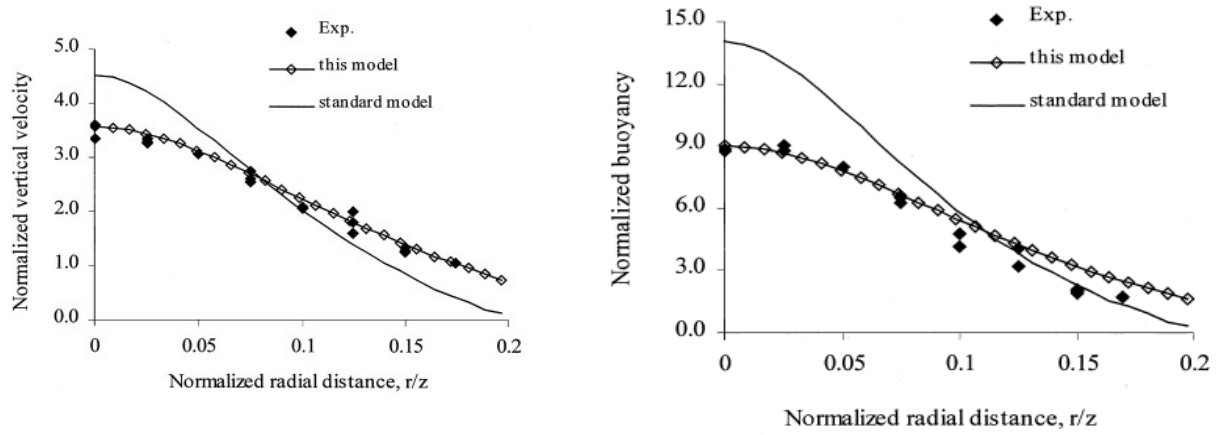 Exp.
this model
standard model
5.0
4.0
3.0
2.0
1.0
0.0
Normalized vertical velocity
0
0.05
0.1
0.15
0.2
Normalized radial distance, r/z
Exp.
this model
standard model
15.0
12.0
9.0
6.0
3.0
0.0
Normalized buoyancy
0
0.05
0.1
0.15
0.2
Normalized radial distance, r/z